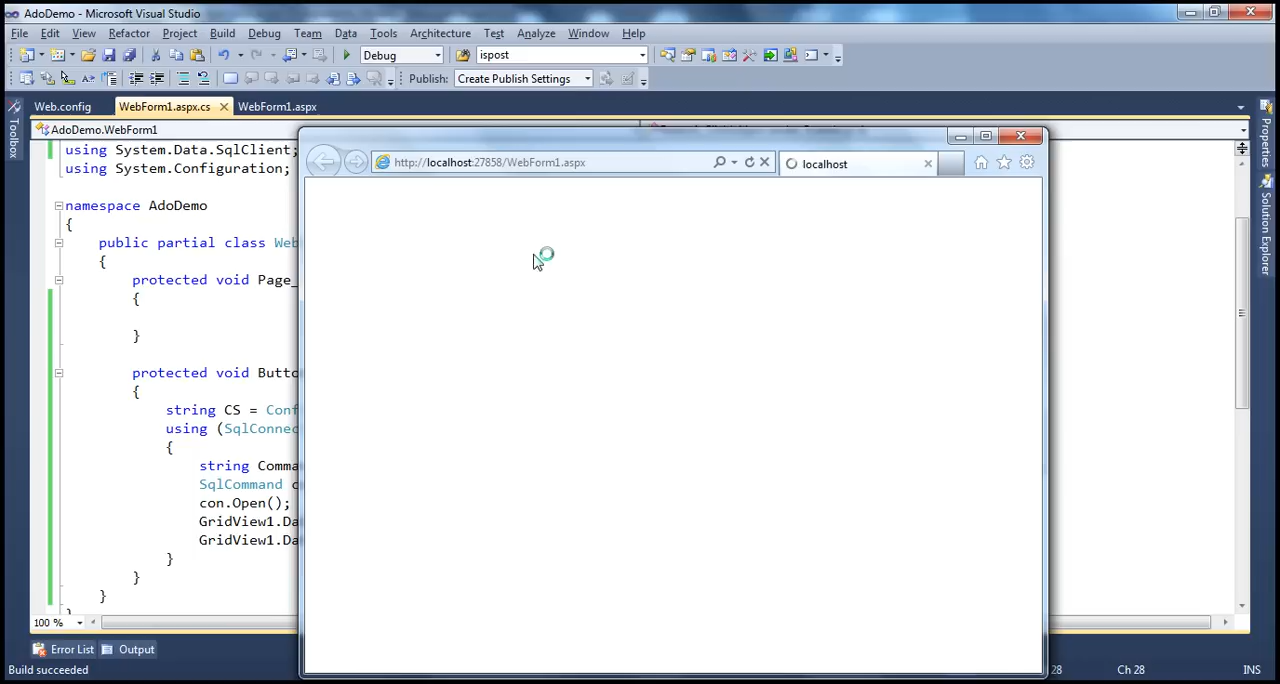 AdoDemo - Microsoft Visual Studio
File Edit View Refactor Project Build Debug Team Data Tools Architecture Test Analyze Window Help
Debug ispost
Publish: Create Publish Settings
Web.config WebForm1.aspx.cs WebForm1.aspx
AdoDemo.WebForm1
Toolbox
Properties
Solution Explorer
using System.Data.SqlClient;
using System.Configuration;
namespace AdoDemo
{
public partial class Web
{
protected void Page_
{
}
protected void Butto
{
string CS = Conf
using (SqlConnec
{
string Comma
SqlCommand c
con.Open();
GridView1.Da
GridView1.Da
}
}
}
http://localhost:27858/WebForm1.aspx
localhost
100 %
Error List Output
Build succeeded
28 Ch 28 INS